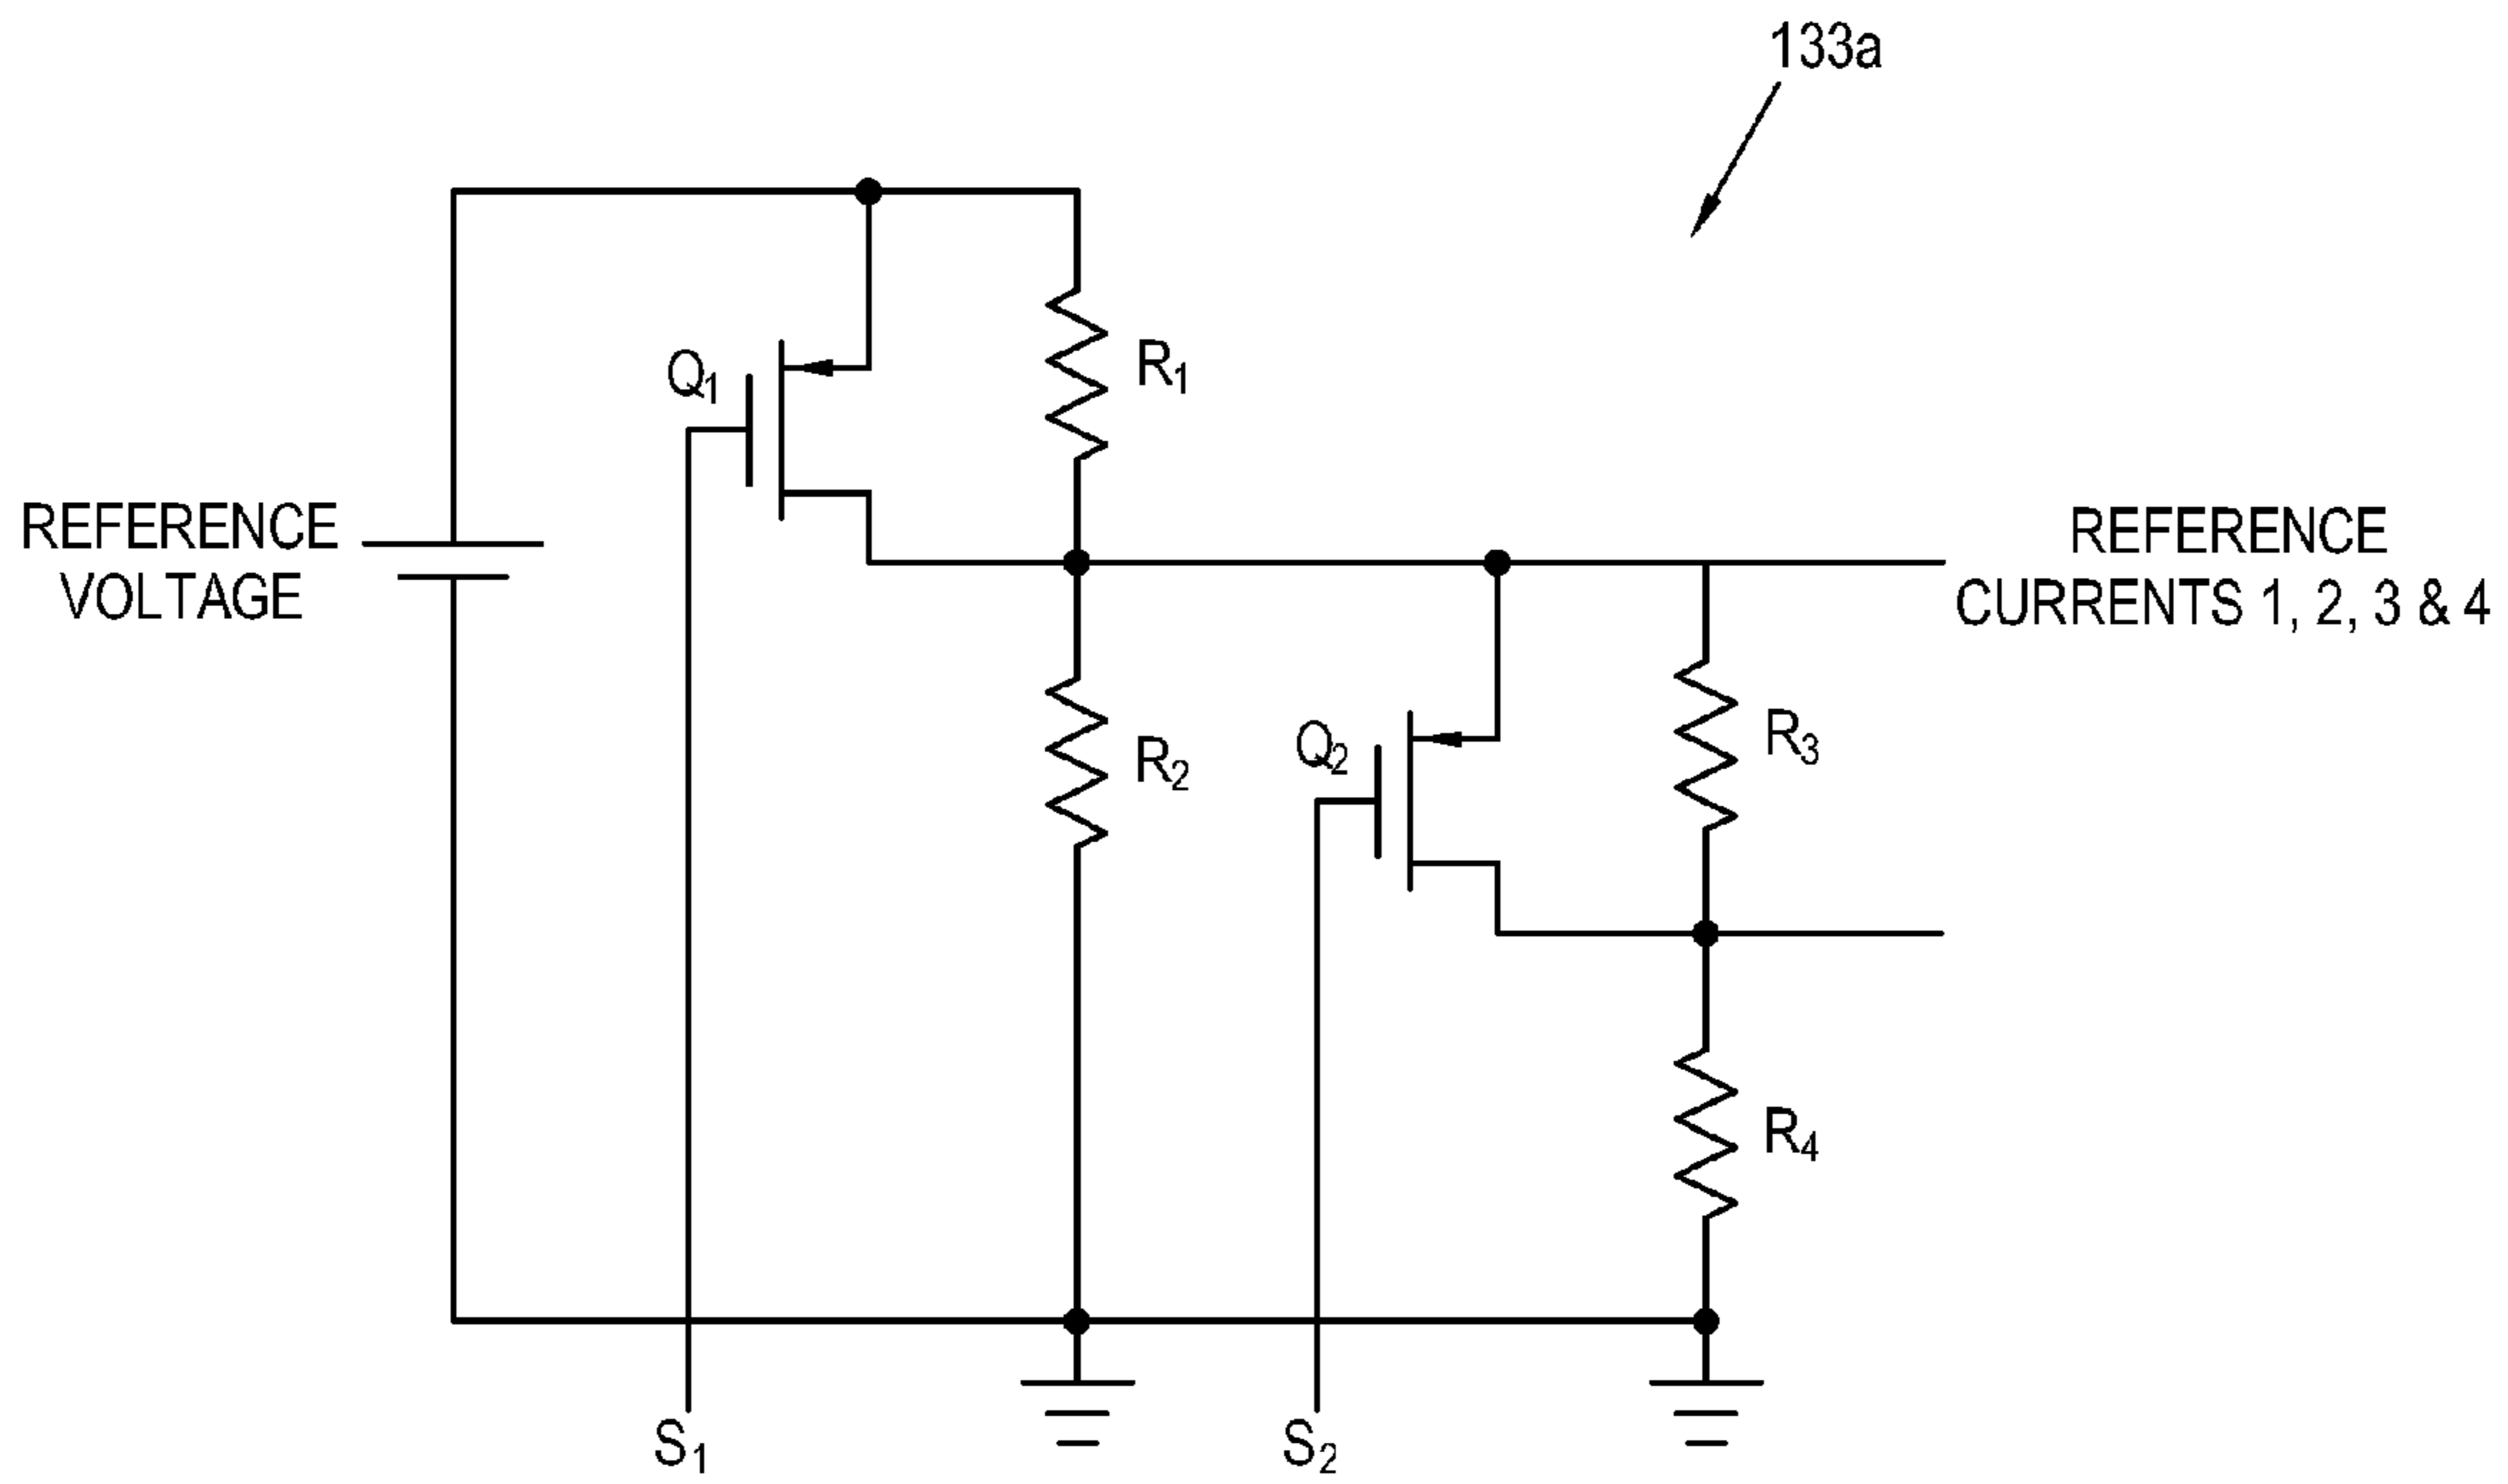 133a
Q1
R1
REFERENCE
VOLTAGE
REFERENCE
CURRENTS 1, 2, 3 & 4
R2
Q2
R3
R4
S1
S2